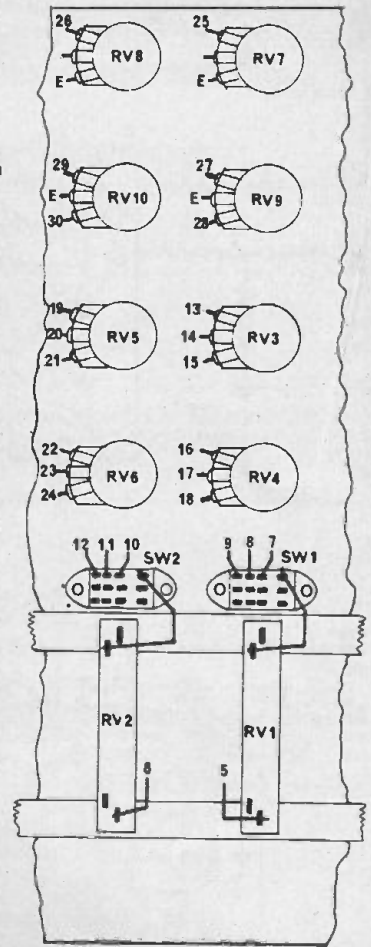 26 25
RV8 RV7
E E
29 27
E RV10 E RV9
30 28
19 13
20 RV5 14 RV3
21 15
22 16
23 RV6 17 RV4
24 18
12 11 10 SW2 9 8 7 SW1
RV2 RV1
6 5